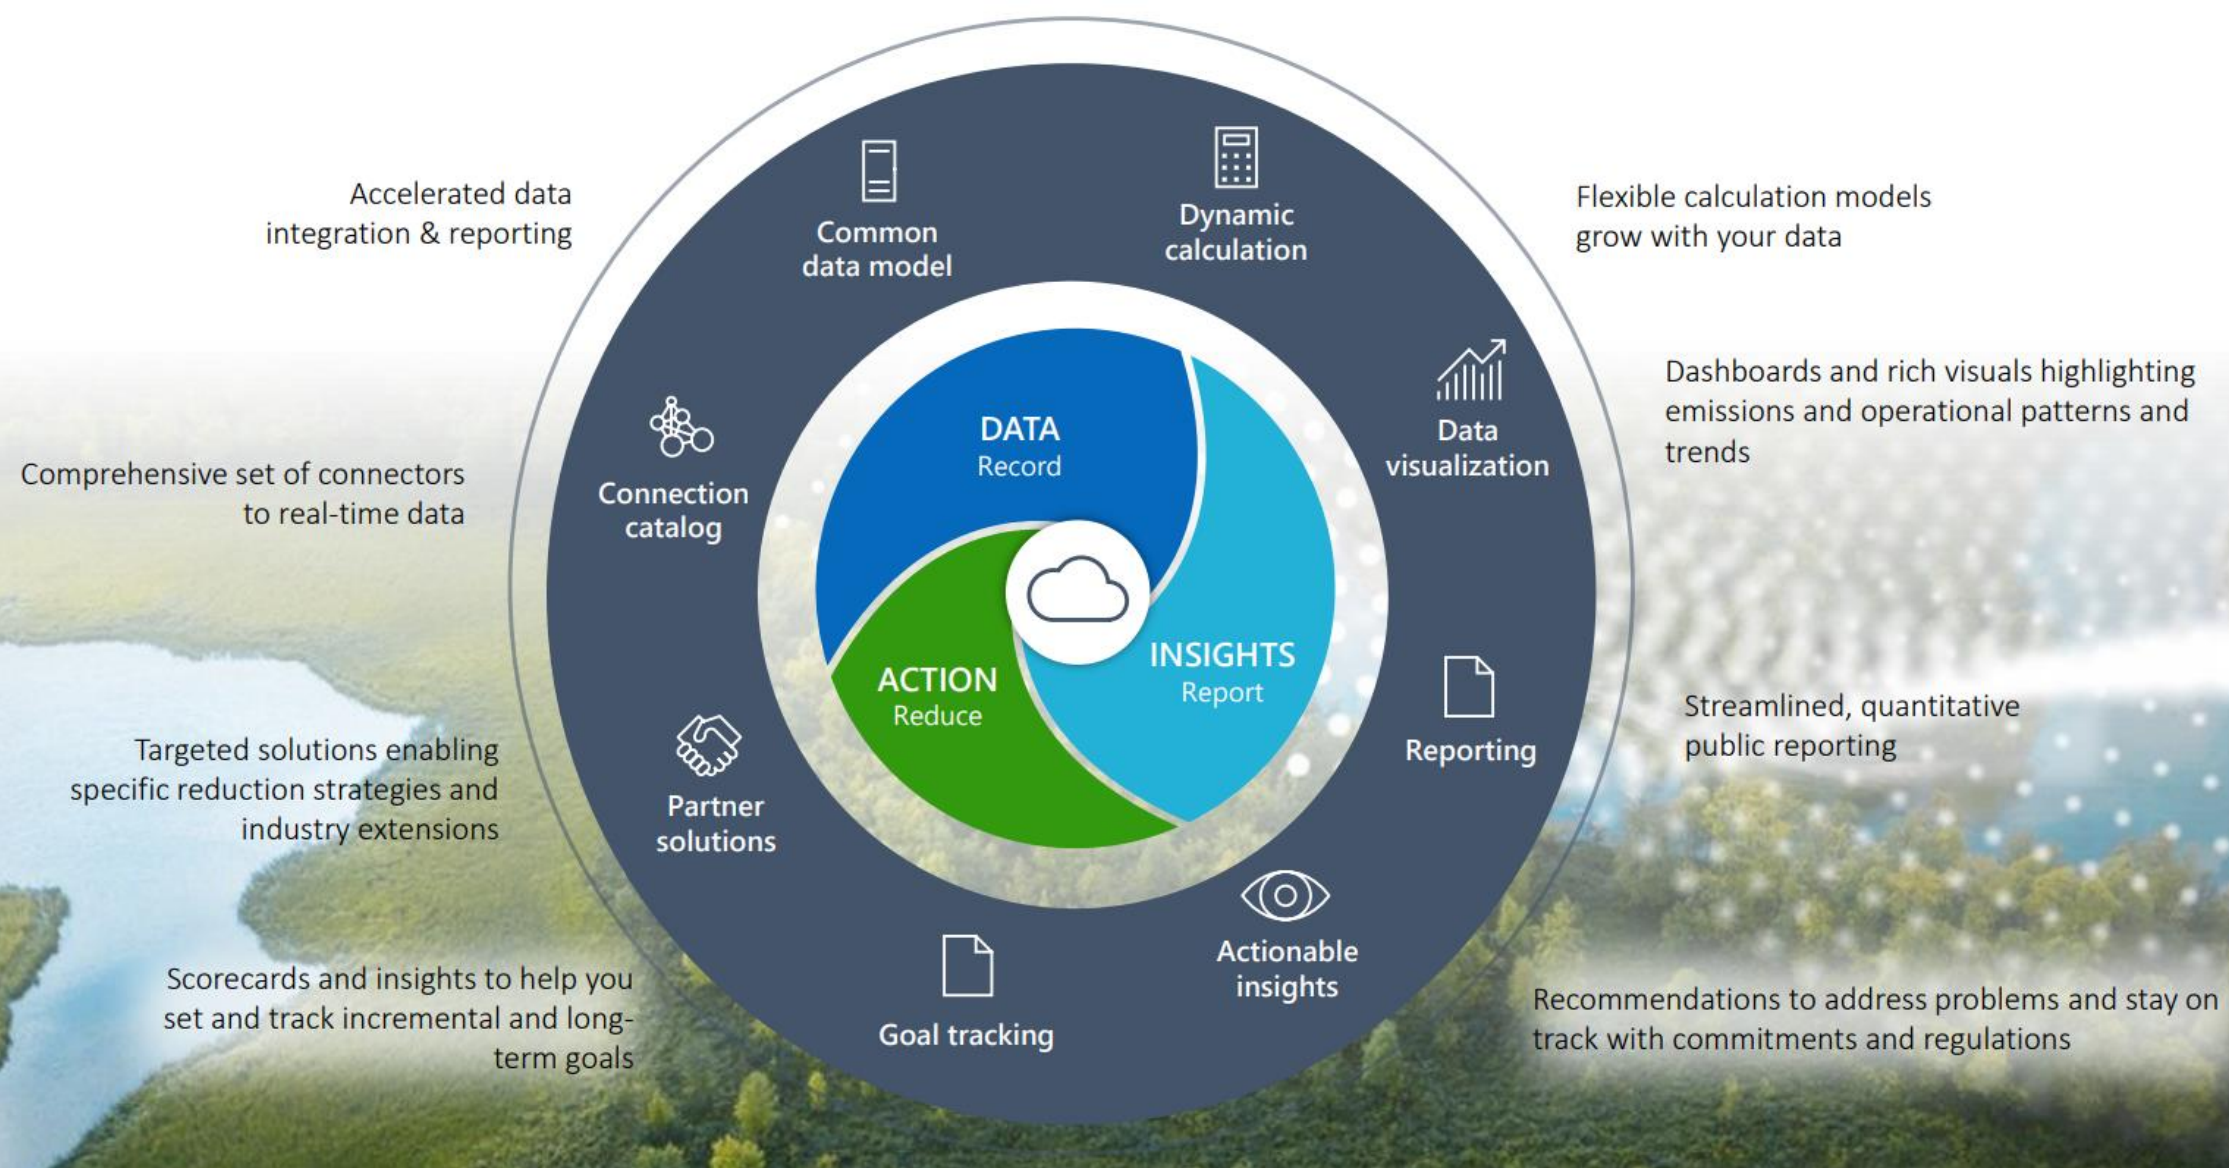 Accelerated data
integration & reporting
Common
data model
Dynamic
calculation
Flexible calculation models
grow with your data
Comprehensive set of connectors
to real-time data
Connection
catalog
DATA
Record
Data
visualization
Dashboards and rich visuals highlighting
emissions and operational patterns and
trends
Targeted solutions enabling
specific reduction strategies and
industry extensions
Partner
solutions
ACTION
Reduce
INSIGHTS
Report
Reporting
Streamlined, quantitative
public reporting
Scorecards and insights to help you
set and track incremental and long-
term goals
Goal tracking
Actionable
insights
Recommendations to address problems and stay on
track with commitments and regulations